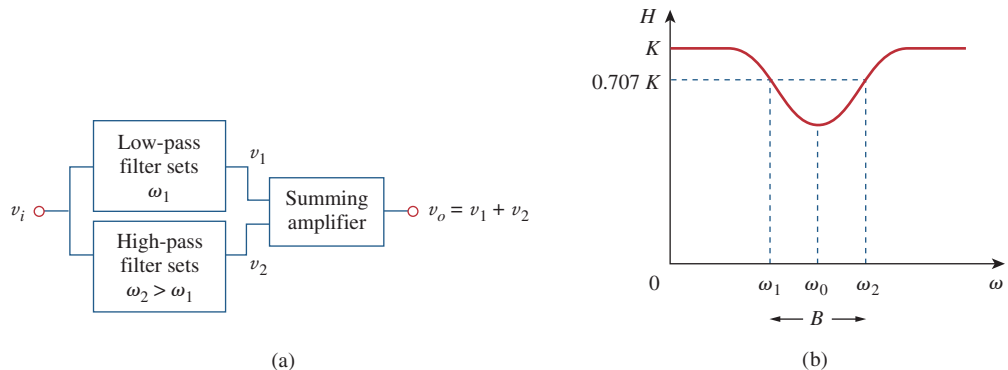 Low-pass
filter sets
ω1
High-pass
filter sets
ω2 > ω1
vi
v1
v2
Summing
amplifier
vo = v1 + v2
(a)
H
K
0.707 K
0
ω1
ω0
ω2
ω
B
(b)